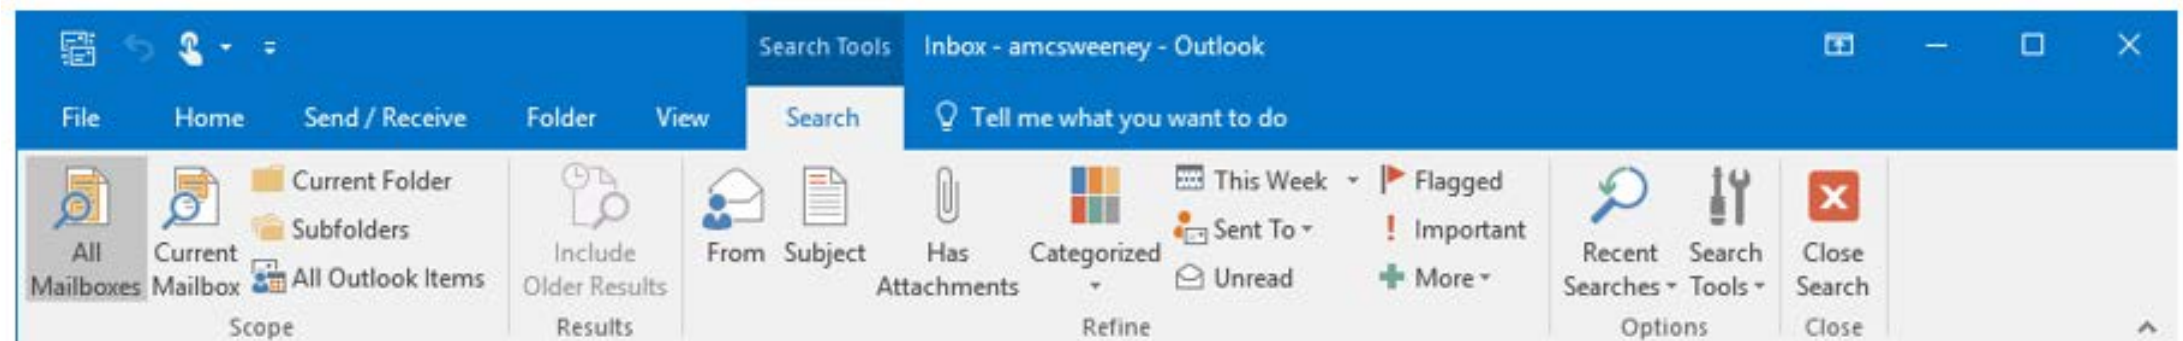 Search Tools Inbox - amcsweeney - Outlook
File Home Send / Receive Folder View Search Tell me what you want to do
All Mailboxes
Current Mailbox
Current Folder
Subfolders
All Outlook Items
Scope
Include Older Results
Results
From
Subject
Has Attachments
Categorized
This Week
Sent To
Unread
Flagged
! Important
More
Refine
Recent Searches
Search Tools
Options
Close Search
Close